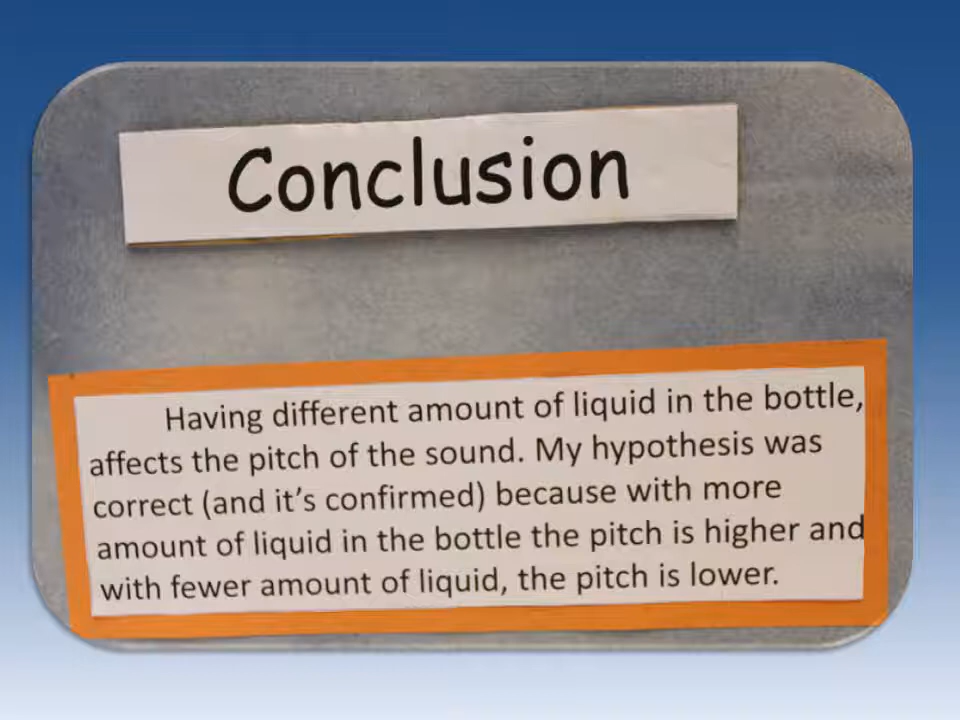 Conclusion
Having different amount of liquid in the bottle,
affects the pitch of the sound. My hypothesis was
correct (and it's confirmed) because with more
amount of liquid in the bottle the pitch is higher and
with fewer amount of liquid, the pitch is lower.